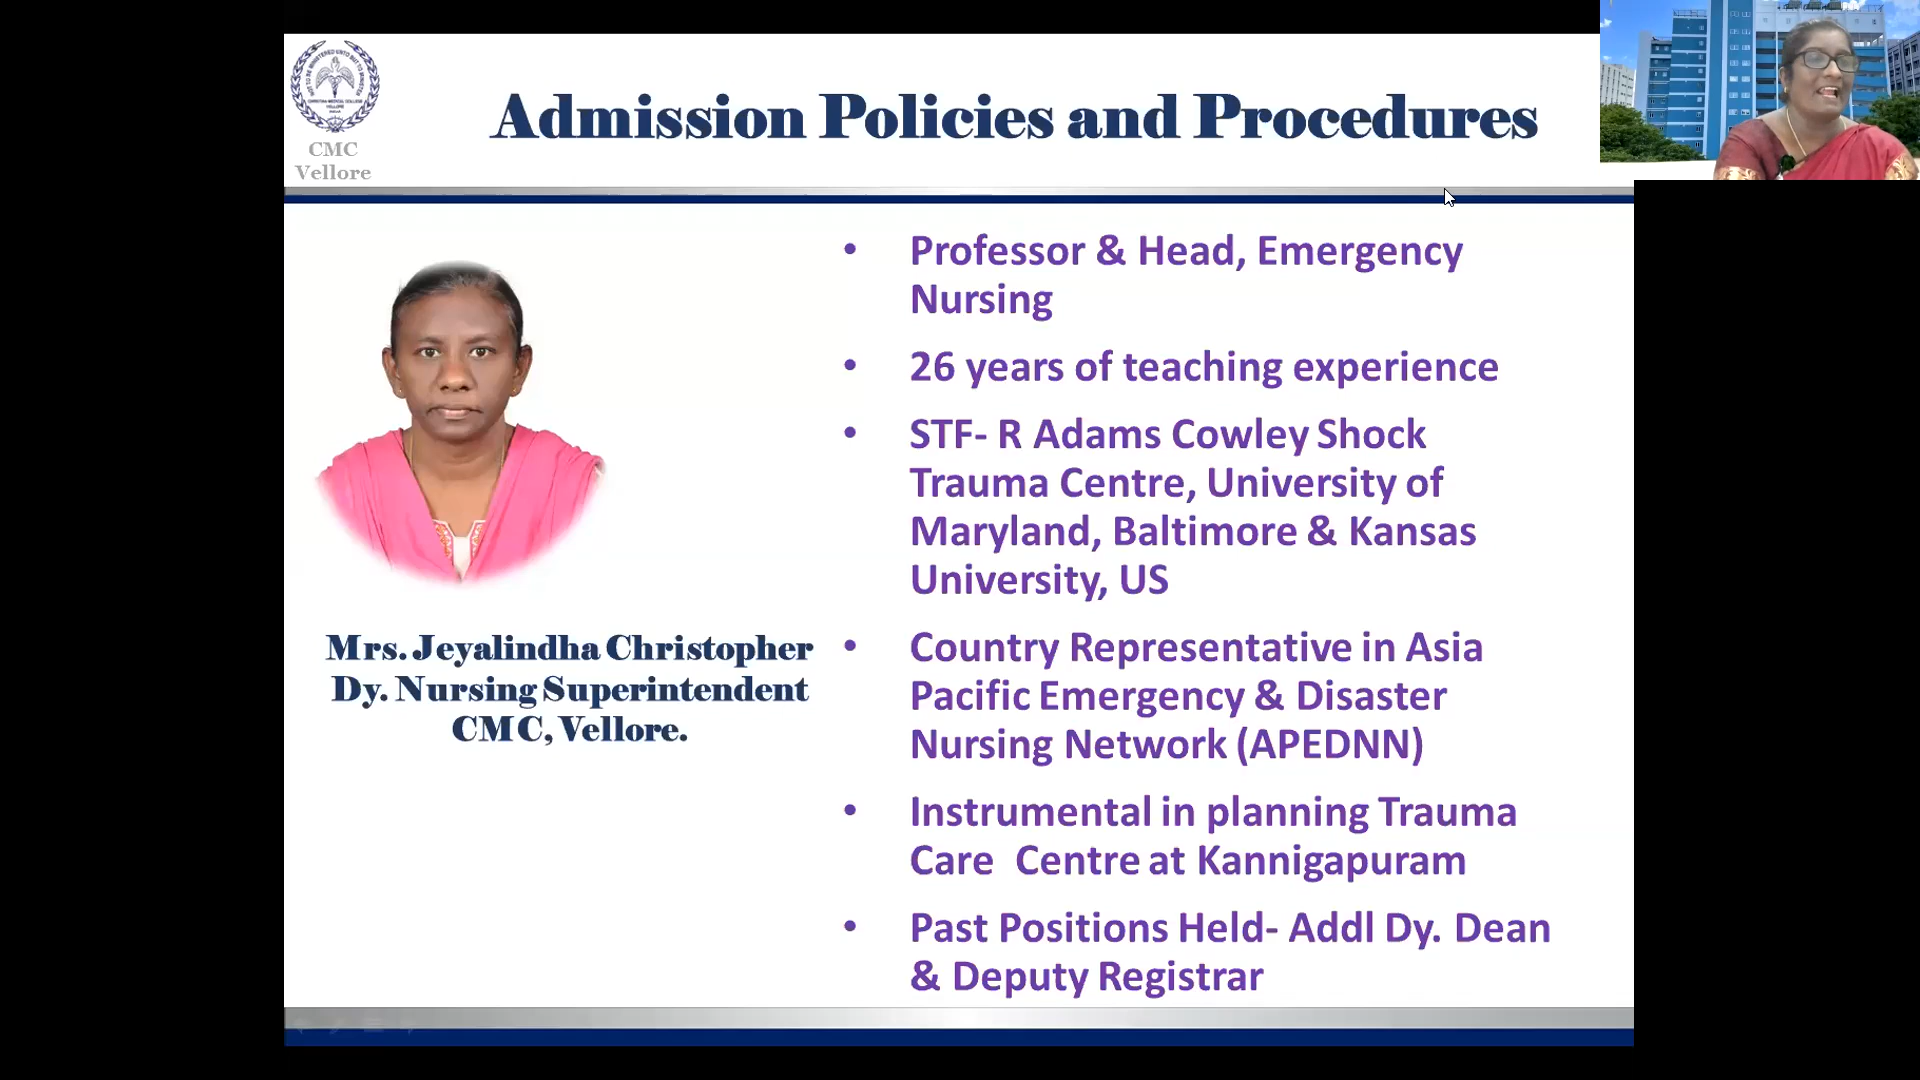 CMC
Vellore
Admission Policies and Procedures
Mrs. Jeyalindha Christopher
Dy. Nursing Superintendent
CMC, Vellore.
• Professor & Head, Emergency
Nursing
• 26 years of teaching experience
• STF- R Adams Cowley Shock
Trauma Centre, University of
Maryland, Baltimore & Kansas
University, US
• Country Representative in Asia
Pacific Emergency & Disaster
Nursing Network (APEDNN)
• Instrumental in planning Trauma
Care Centre at Kannigapuram
• Past Positions Held- Addl Dy. Dean
& Deputy Registrar